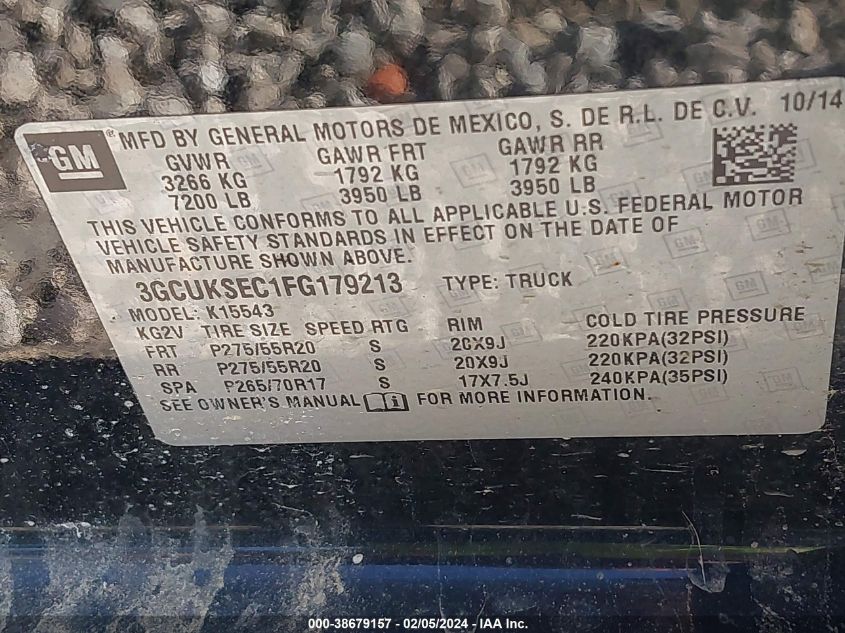 GM ® MFD BY GENERAL MOTORS DE MEXICO, S. DE R.L. DE C.V. 10/14
GVWR GAWR FRT GAWR RR
3266 KG 1792 KG 1792 KG
7200 LB 3950 LB 3950 LB
THIS VEHICLE CONFORMS TO ALL APPLICABLE U.S. FEDERAL MOTOR
VEHICLE SAFETY STANDARDS IN EFFECT ON THE DATE OF
MANUFACTURE SHOWN ABOVE.
3GCUKSEC1FG179213 TYPE: TRUCK
MODEL: K15543
KG2V TIRE SIZE SPEED RTG RIM COLD TIRE PRESSURE
FRT P275/55R20 S 20X9J 220KPA(32PSI)
RR P275/55R20 S 20X9J 220KPA(32PSI)
SPA P265/70R17 S 17X7.5J 240KPA(35PSI)
SEE OWNER'S MANUAL FOR MORE INFORMATION.
000-38679157 - 02/05/2024 - IAA Inc.